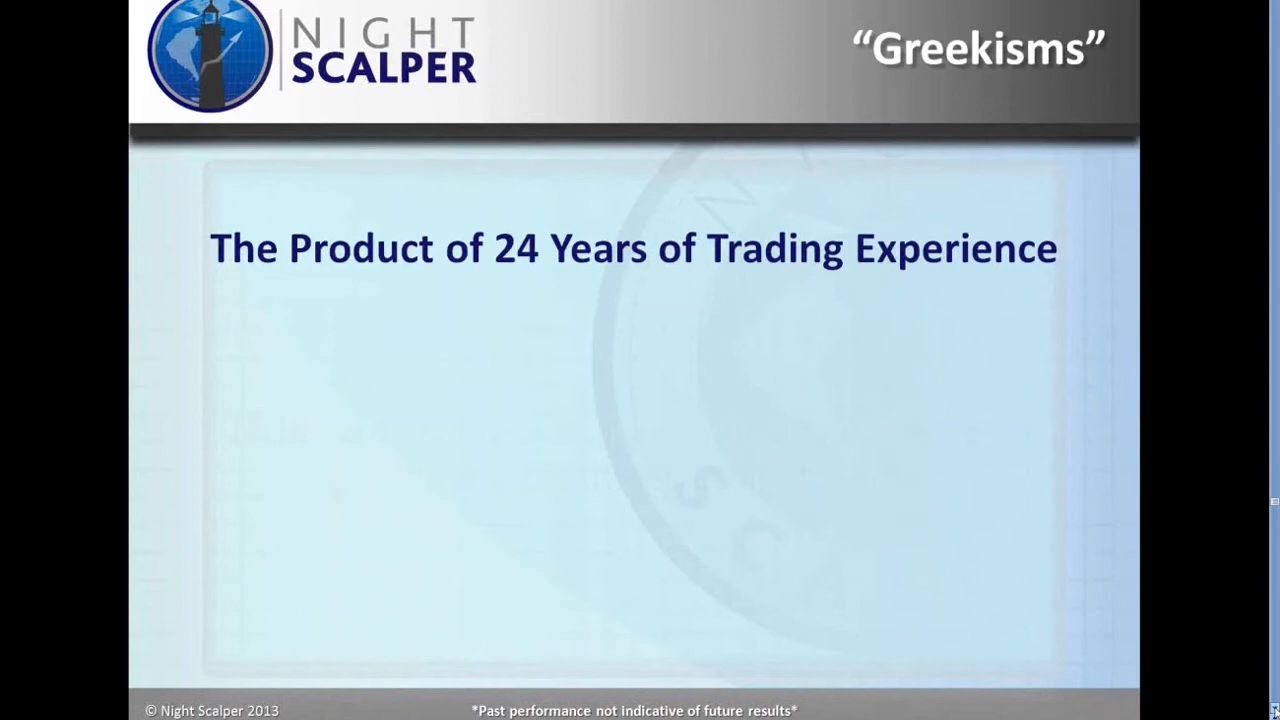 NIGHT
SCALPER
“Greekisms”
The Product of 24 Years of Trading Experience
© Night Scalper 2013
*Past performance not indicative of future results*